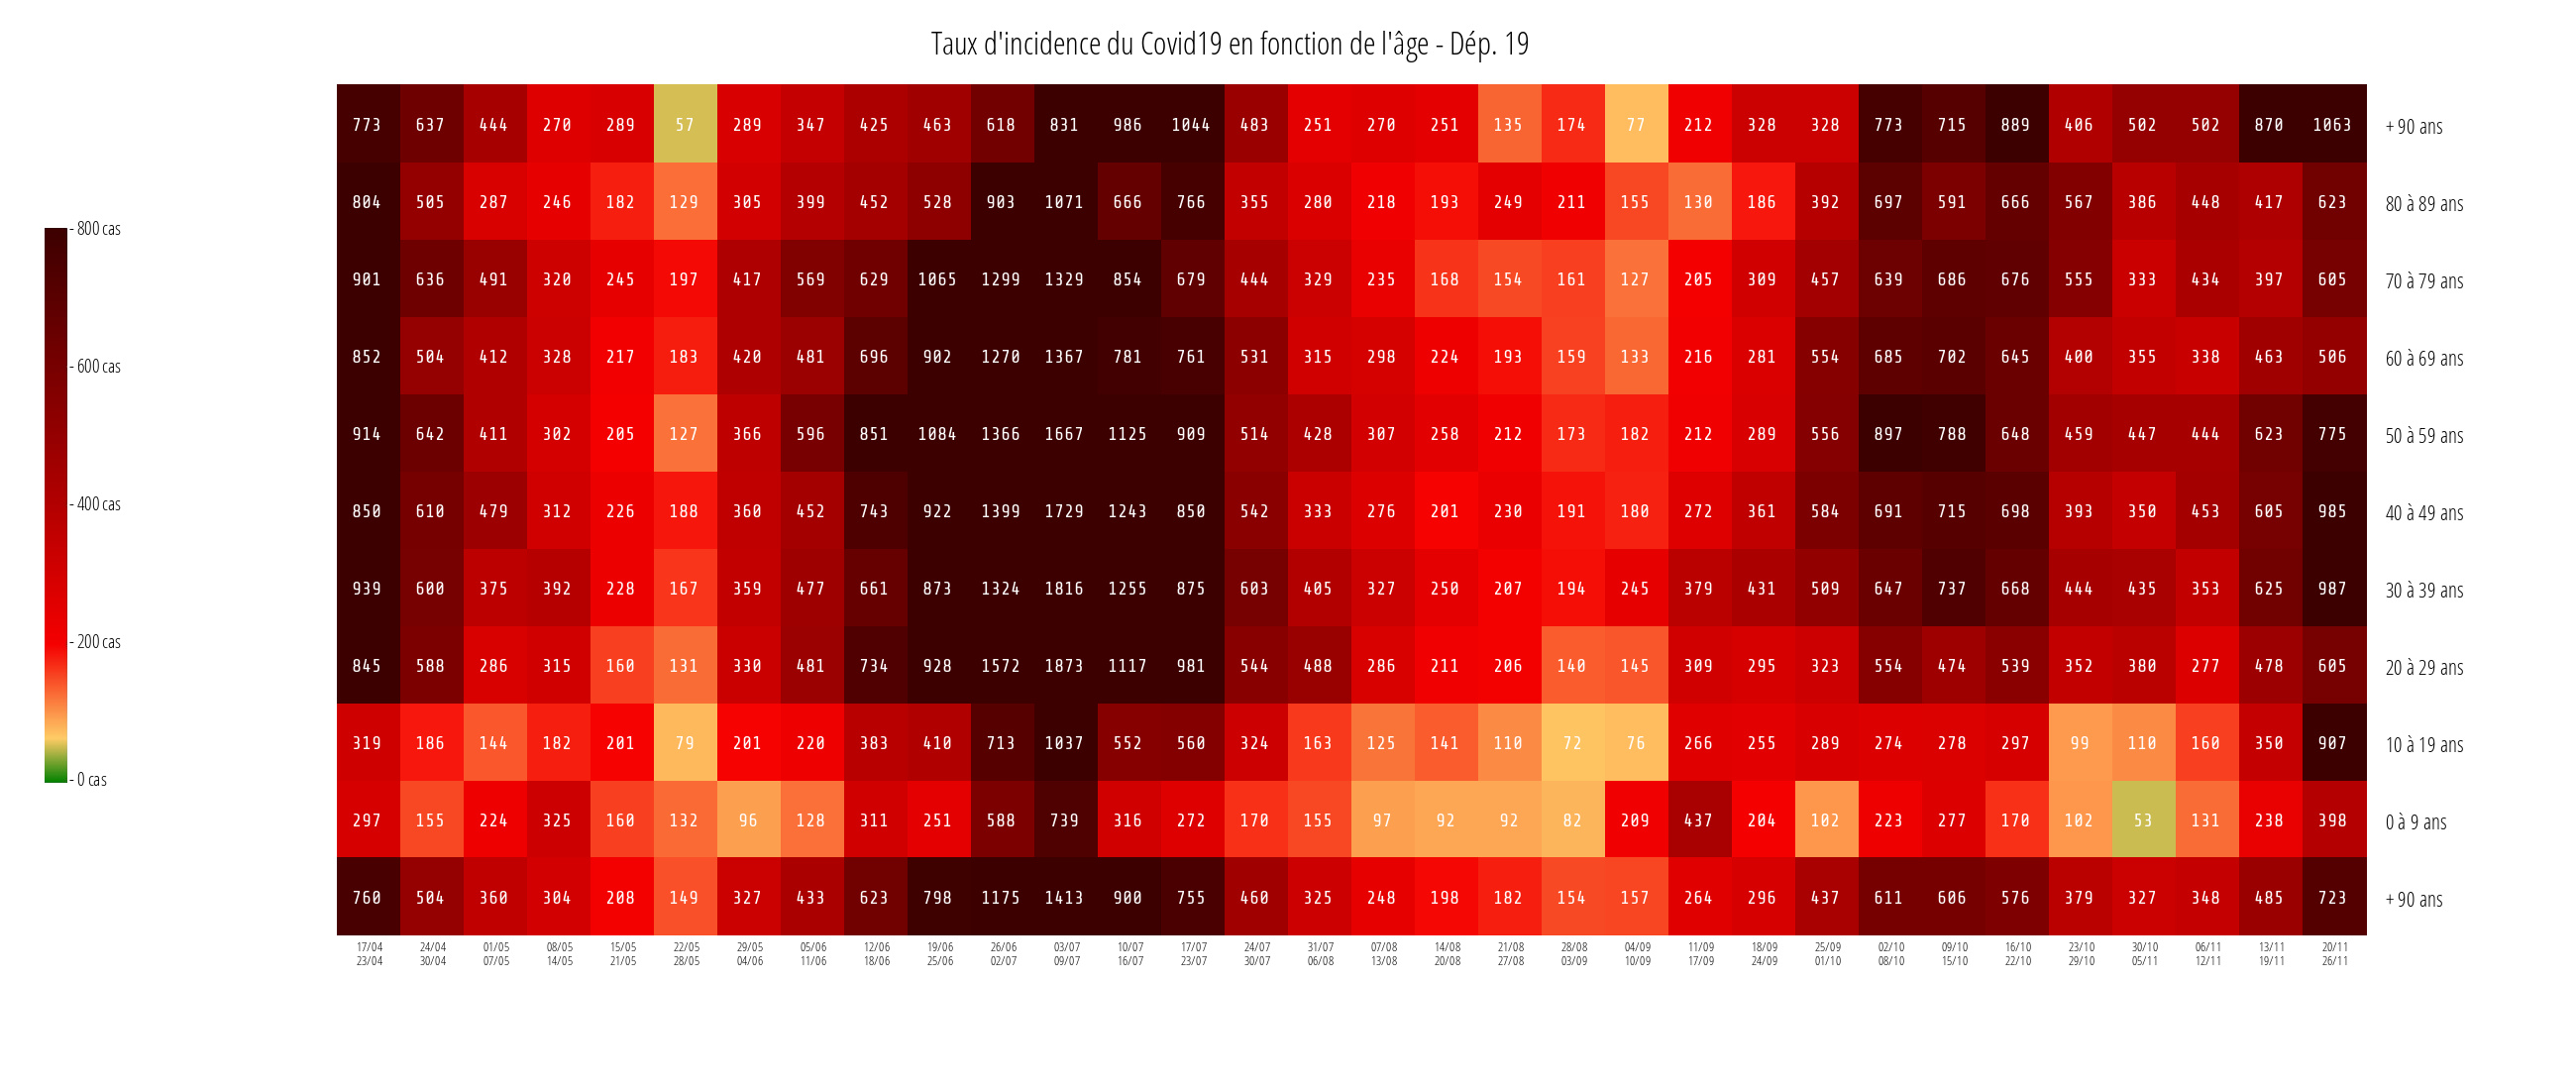 Taux d'incidence du Covid19 en fonction de l'âge - Dép. 19
773 637 444 270 289 57 289 347 425 463 618 831 986 1044 483 251 270 251 135 174 77 212 328 328 773 715 889 406 502 502 870 1063 + 90 ans
804 505 287 246 182 129 305 399 452 528 903 1071 666 766 355 280 218 193 249 211 155 130 186 392 697 591 666 567 386 448 417 623 80 à 89 ans
- 800 cas
901 636 491 320 245 197 417 569 629 1065 1299 1329 854 679 444 329 235 168 154 161 127 205 309 457 639 686 676 555 333 434 397 605 70 à 79 ans
852 504 412 328 217 183 420 481 696 902 1270 1367 781 761 531 315 298 224 193 159 133 216 281 554 685 702 645 400 355 338 463 506 60 à 69 ans
- 600 cas
914 642 411 302 205 127 366 596 851 1084 1366 1667 1125 909 514 428 307 258 212 173 182 212 289 556 897 788 648 459 447 444 623 775 50 à 59 ans
- 400 cas
850 610 479 312 226 188 360 452 743 922 1399 1729 1243 850 542 333 276 201 230 191 180 272 361 584 691 715 698 393 350 453 605 985 40 à 49 ans
939 600 375 392 228 167 359 477 661 873 1324 1816 1255 875 603 405 327 250 207 194 245 379 431 509 647 737 668 444 435 353 625 987 30 à 39 ans
- 200 cas
845 588 286 315 160 131 330 481 734 928 1572 1873 1117 981 544 488 286 211 206 140 145 309 295 323 554 474 539 352 380 277 478 605 20 à 29 ans
319 186 144 182 201 79 201 220 383 410 713 1037 552 560 324 163 125 141 110 72 76 266 255 289 274 278 297 99 110 160 350 907 10 à 19 ans
- 0 cas
297 155 224 325 160 132 96 128 311 251 588 739 316 272 170 155 97 92 92 82 209 437 204 102 223 277 170 102 53 131 238 398 0 à 9 ans
760 504 360 304 208 149 327 433 623 798 1175 1413 900 755 460 325 248 198 182 154 157 264 296 437 611 606 576 379 327 348 485 723 + 90 ans
17/04 24/04 01/05 08/05 15/05 22/05 29/05 05/06 12/06 19/06 26/06 03/07 10/07 17/07 24/07 31/07 07/08 14/08 21/08 28/08 04/09 11/09 18/09 25/09 02/10 09/10 16/10 23/10 30/10 06/11 13/11 20/11
23/04 30/04 07/05 14/05 21/05 28/05 04/06 11/06 18/06 25/06 02/07 09/07 16/07 23/07 30/07 06/08 13/08 20/08 27/08 03/09 10/09 17/09 24/09 01/10 08/10 15/10 22/10 29/10 05/11 12/11 19/11 26/11